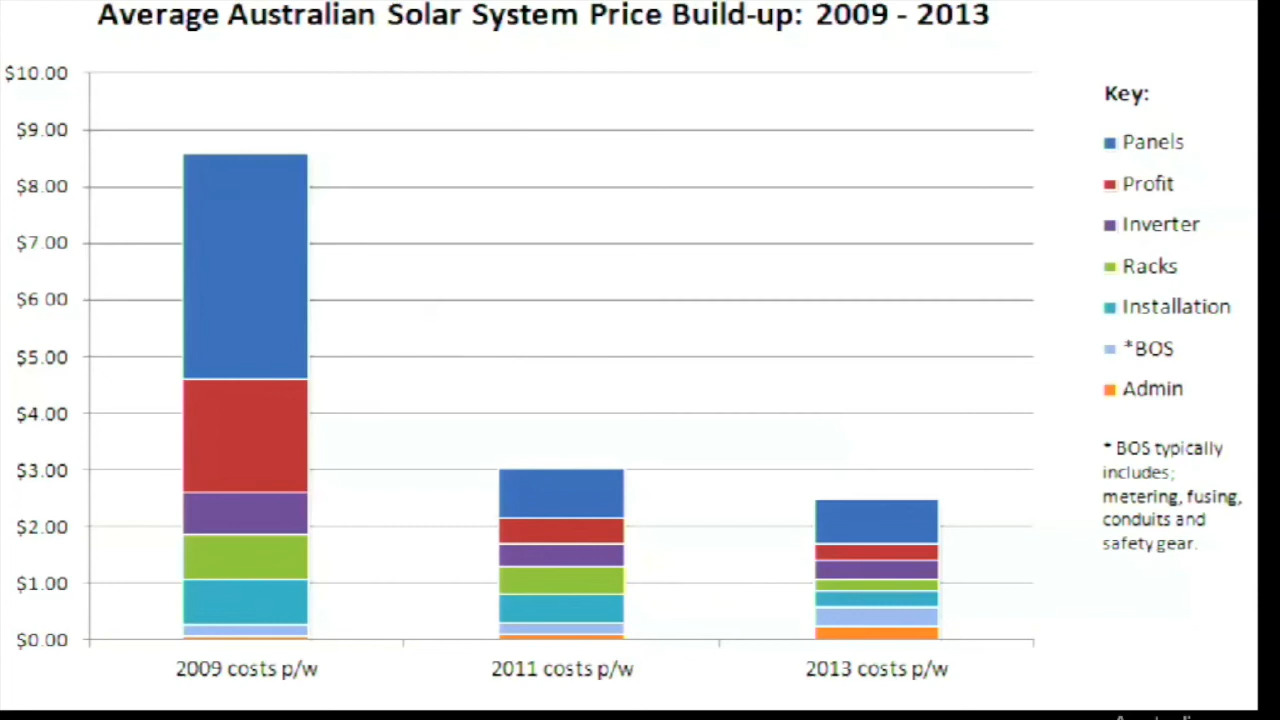 Average Australian Solar System Price Build-up: 2009 - 2013
$10.00
$9.00
$8.00
$7.00
$6.00
$5.00
$4.00
$3.00
$2.00
$1.00
$0.00
2009 costs p/w
2011 costs p/w
2013 costs p/w
Key:
Panels
Profit
Inverter
Racks
Installation
*BOS
Admin
* BOS typically
includes;
metering, fusing,
conduits and
safety gear.